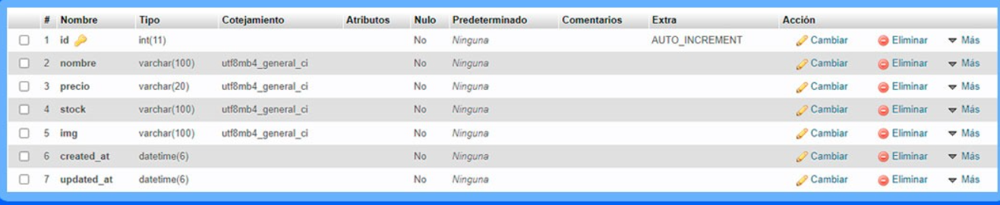 # Nombre Tipo Cotejamiento Atributos Nulo Predeterminado Comentarios Extra Acción
1 id int(11) No Ninguna AUTO_INCREMENT Cambiar Eliminar Más
2 nombre varchar(100) utf8mb4_general_ci No Ninguna Cambiar Eliminar Más
3 precio varchar(20) utf8mb4_general_ci No Ninguna Cambiar Eliminar Más
4 stock varchar(100) utf8mb4_general_ci No Ninguna Cambiar Eliminar Más
5 img varchar(100) utf8mb4_general_ci No Ninguna Cambiar Eliminar Más
6 created_at datetime(6) No Ninguna Cambiar Eliminar Más
7 updated_at datetime(6) No Ninguna Cambiar Eliminar Más